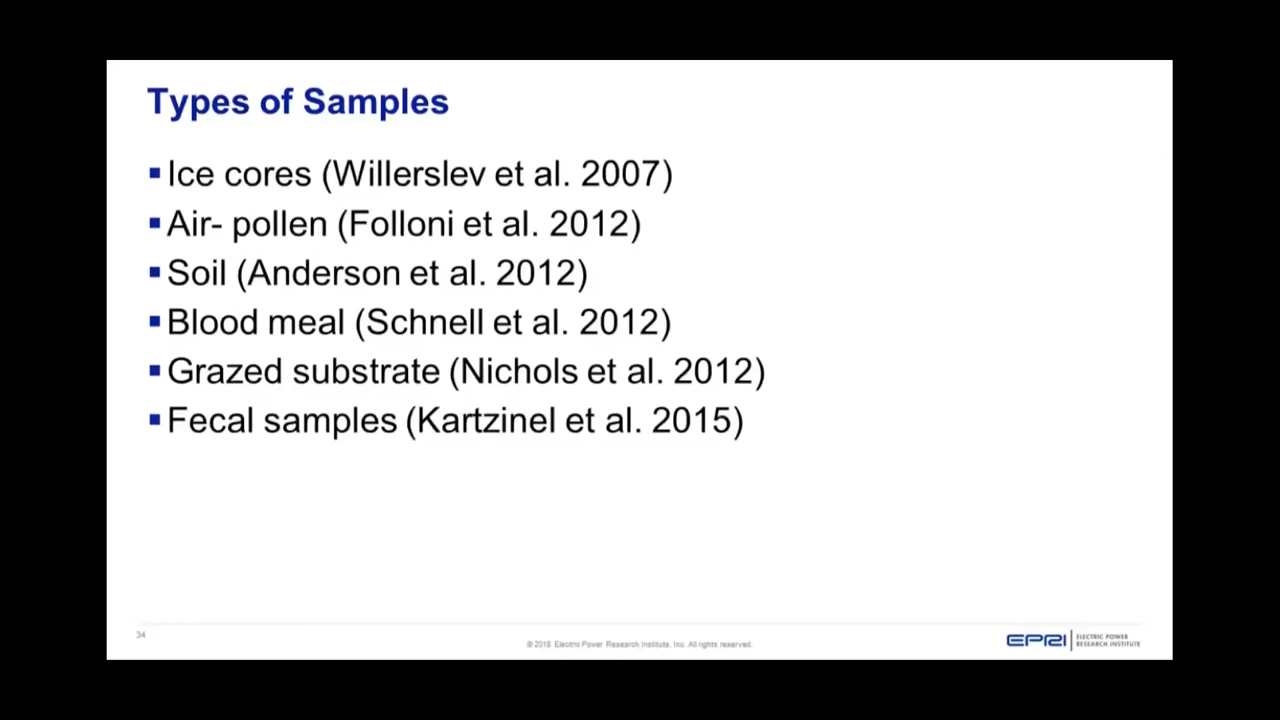 Types of Samples
▪Ice cores (Willerslev et al. 2007)
▪Air- pollen (Folloni et al. 2012)
▪Soil (Anderson et al. 2012)
▪Blood meal (Schnell et al. 2012)
▪Grazed substrate (Nichols et al. 2012)
▪Fecal samples (Kartzinel et al. 2015)
34
© 2018 Electric Power Research Institute, Inc. All rights reserved.
EPRI
ELECTRIC POWER
RESEARCH INSTITUTE